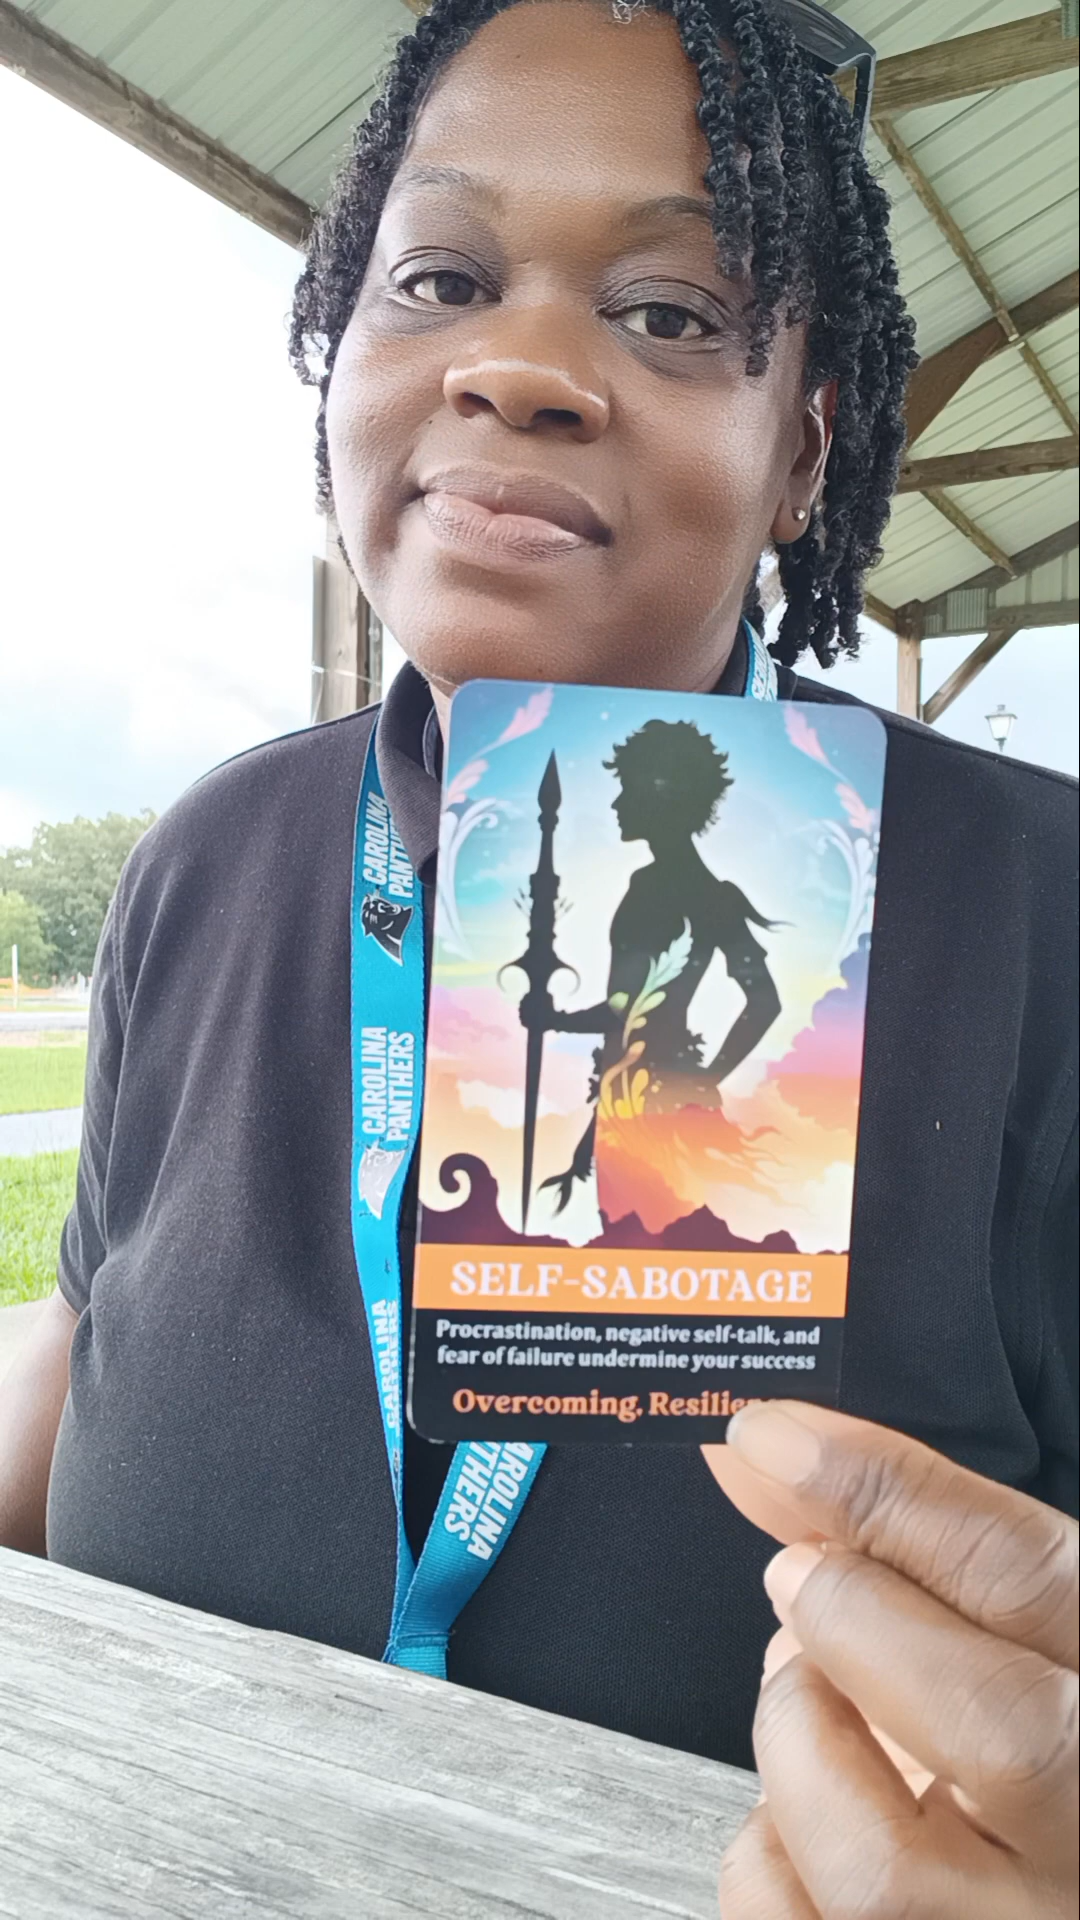 CAROLINA
PANTHERS
CAROLINA
PANTHERS
CAROLINA
SELF-SABOTAGE
Procrastination, negative self-talk, and
fear of failure undermine your success
Overcoming,
CAROLINA